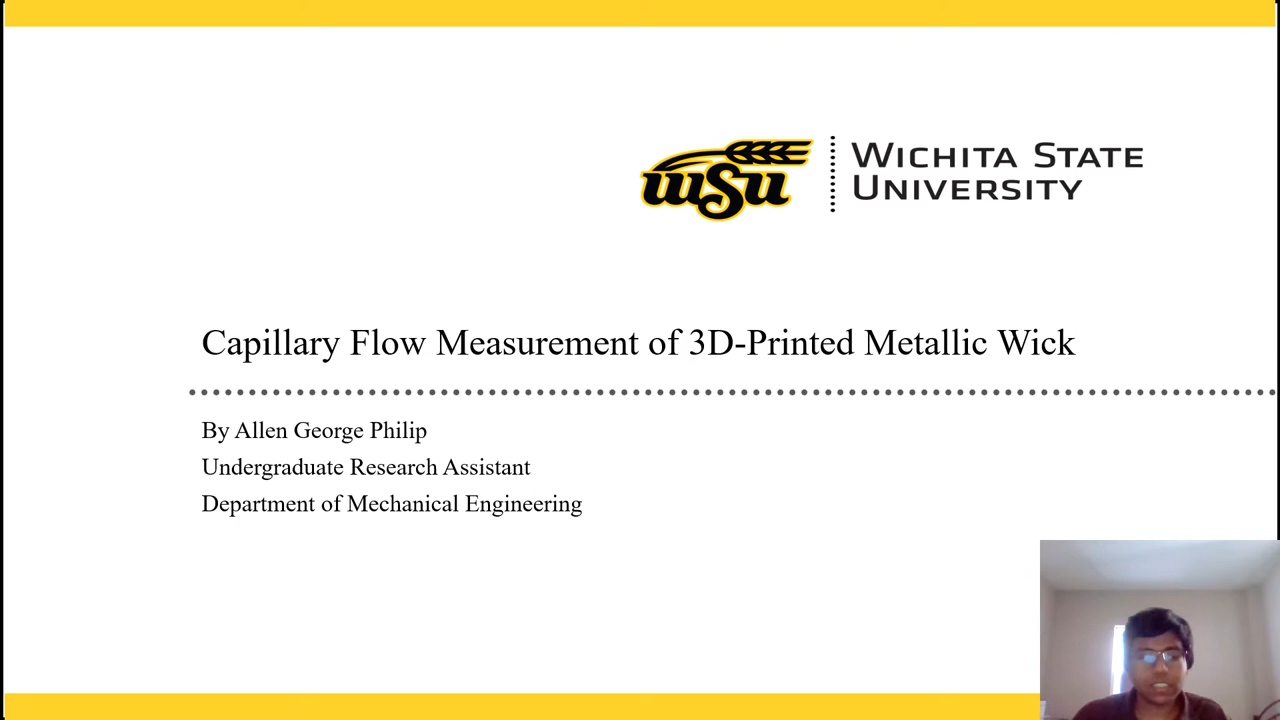 wsu
WICHITA STATE
UNIVERSITY
Capillary Flow Measurement of 3D-Printed Metallic Wick
By Allen George Philip
Undergraduate Research Assistant
Department of Mechanical Engineering